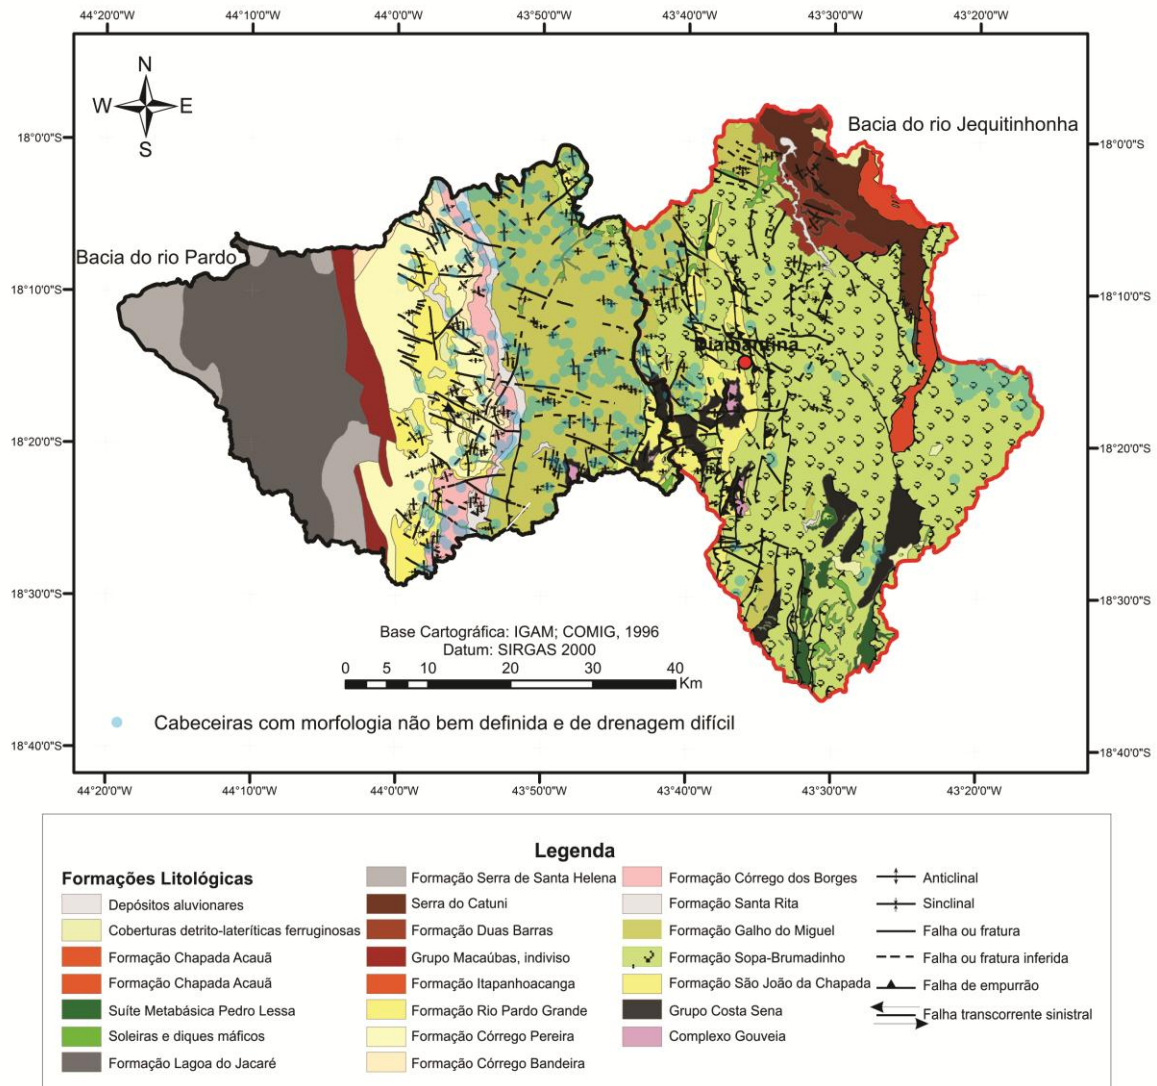 44°20'0"W 44°10'0"W 44°0'0"W 43°50'0"W 43°40'0"W 43°30'0"W 43°20'0"W
N
W E
S
18°0'0"S 18°0'0"S
Bacia do rio Jequitinhonha
Bacia do rio Pardo
18°10'0"S 18°10'0"S
Diamantina
18°20'0"S 18°20'0"S
18°30'0"S 18°30'0"S
Base Cartográfica: IGAM; COMIG, 1996
Datum: SIRGAS 2000
0 5 10 20 30 40
Km
Cabeceiras com morfologia não bem definida e de drenagem difícil
18°40'0"S 18°40'0"S
44°20'0"W 44°10'0"W 44°0'0"W 43°50'0"W 43°40'0"W 43°30'0"W 43°20'0"W
Legenda
Formações Litológicas
Depósitos aluvionares
Coberturas detrito-lateríticas ferruginosas
Formação Chapada Acauã
Formação Chapada Acauã
Suíte Metabásica Pedro Lessa
Soleiras e diques máficos
Formação Lagoa do Jacaré
Formação Serra de Santa Helena
Serra do Catuni
Formação Duas Barras
Grupo Macaúbas, indiviso
Formação Itapanhoacanga
Formação Rio Pardo Grande
Formação Córrego Pereira
Formação Córrego Bandeira
Formação Córrego dos Borges
Formação Santa Rita
Formação Galho do Miguel
Formação Sopa-Brumadinho
Formação São João da Chapada
Grupo Costa Sena
Complexo Gouveia
Anticlinal
Sinclinal
Falha ou fratura
Falha ou fratura inferida
Falha de empurrão
Falha transcorrente sinistral